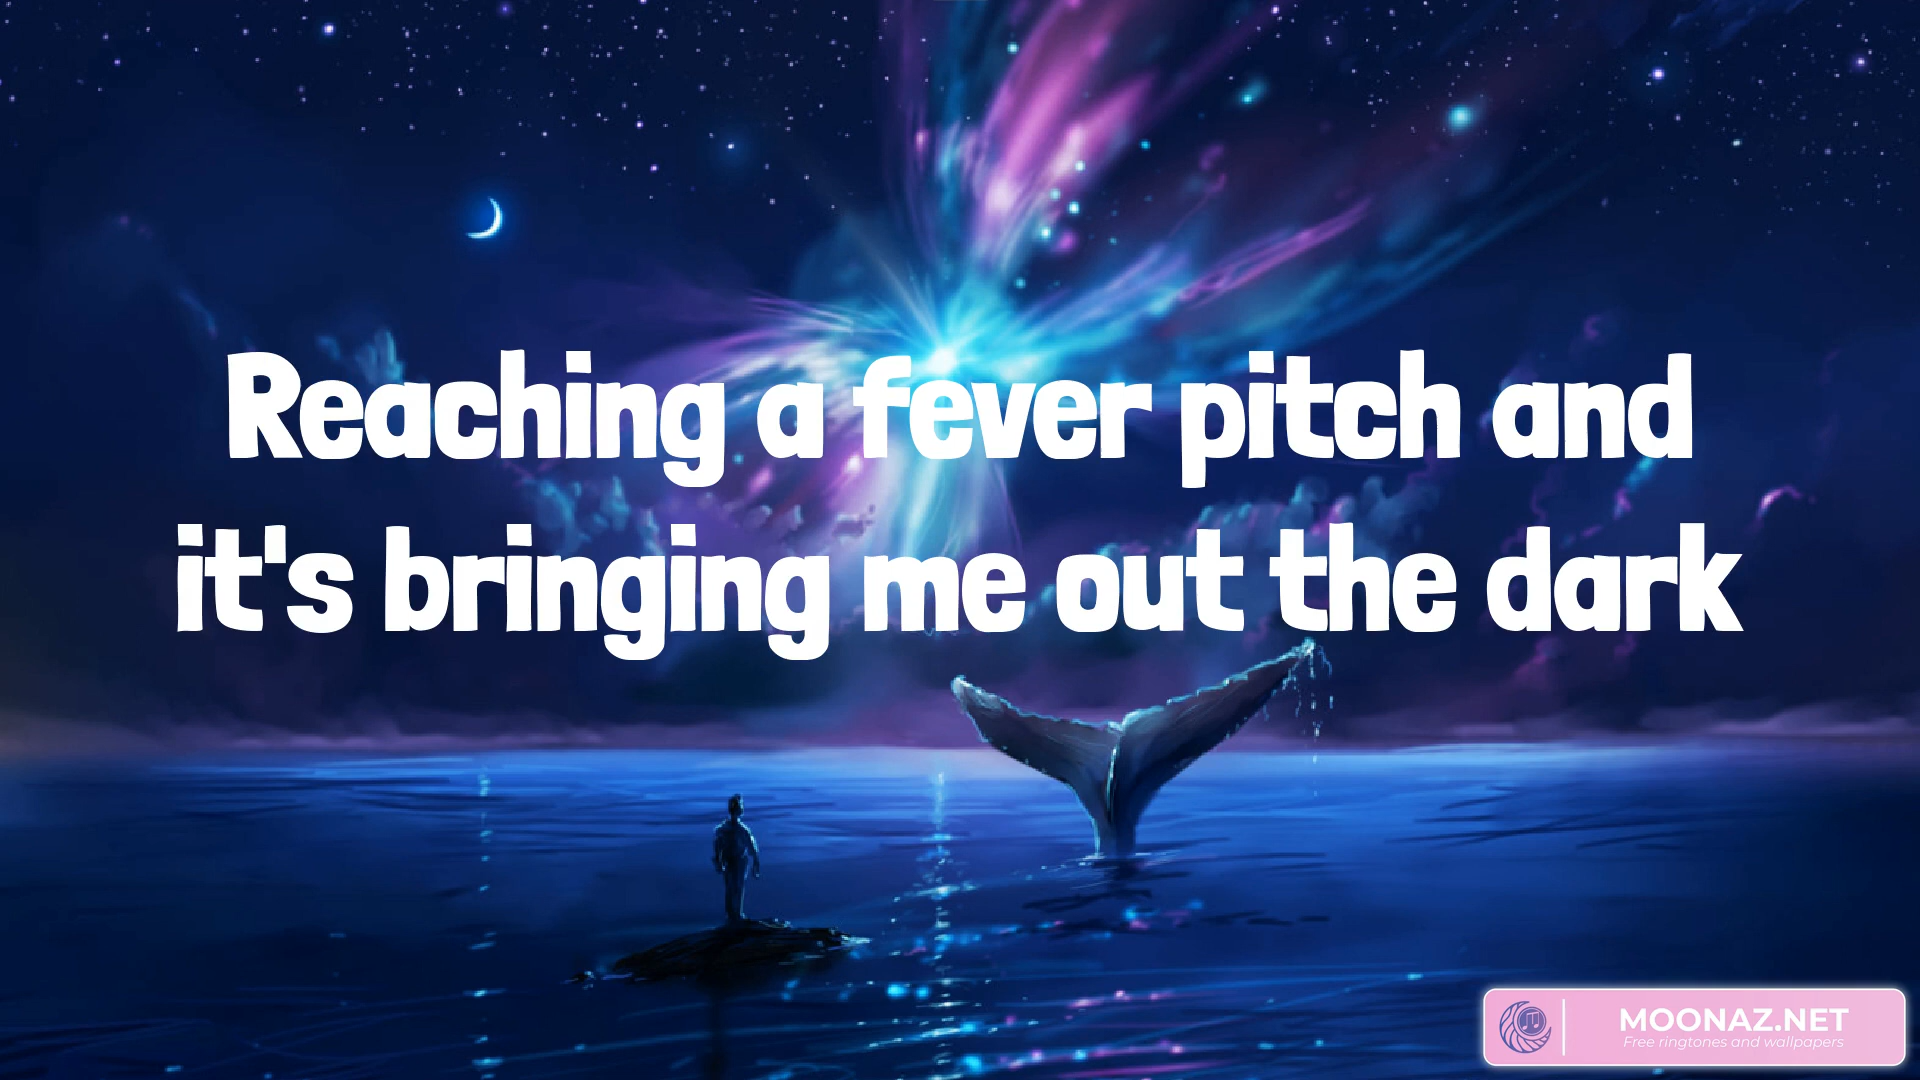 Reaching a fever pitch and
it's bringing me out the dark
MOONAZ.NET
Free ringtones and wallpapers